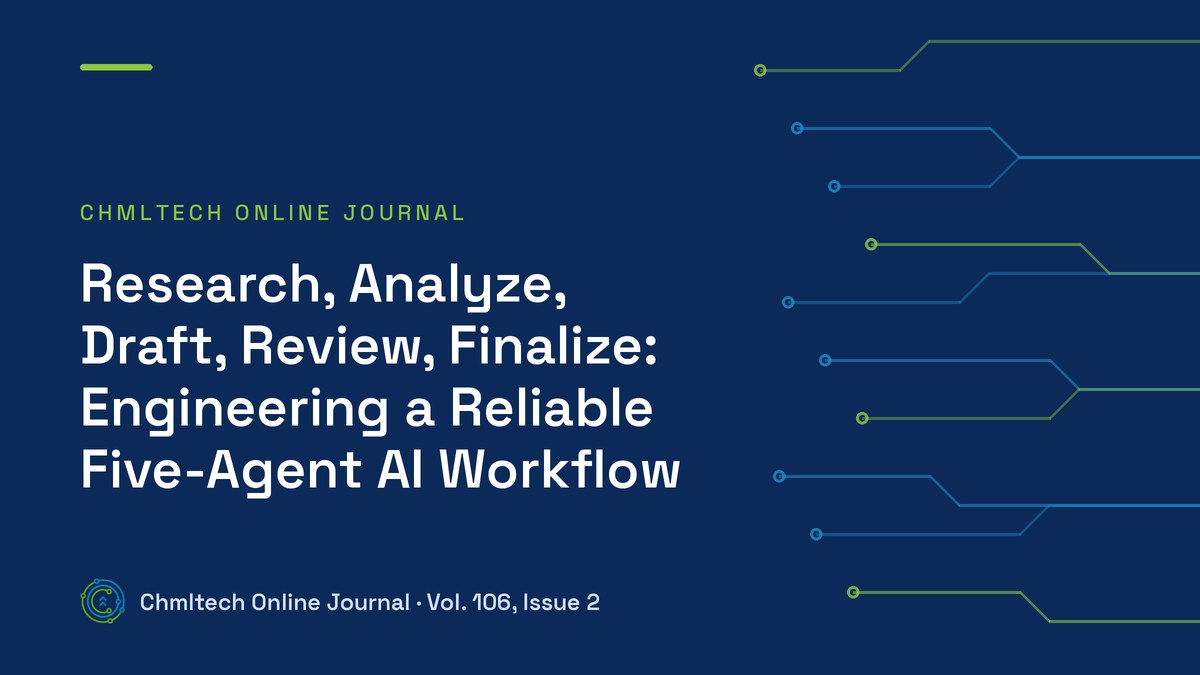 CHMLTECH ONLINE JOURNAL
Research, Analyze,
Draft, Review, Finalize:
Engineering a Reliable
Five-Agent AI Workflow
Chmltech Online Journal · Vol. 106, Issue 2